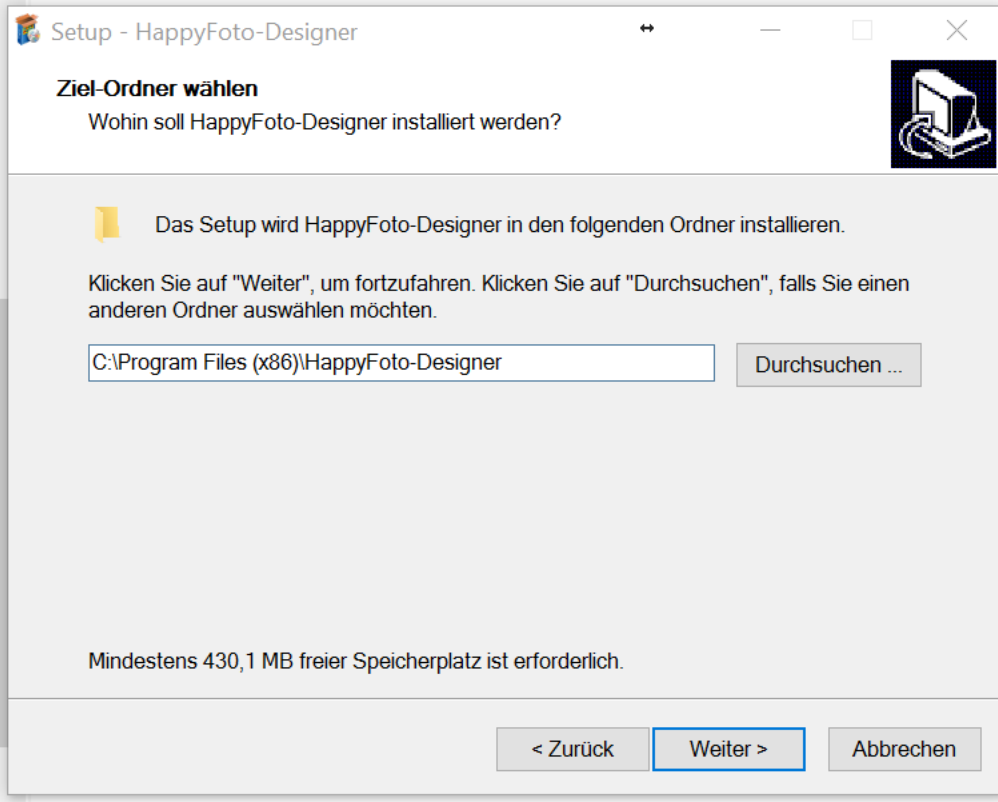 Setup - HappyFoto-Designer
Ziel-Ordner wählen
Wohin soll HappyFoto-Designer installiert werden?
Das Setup wird HappyFoto-Designer in den folgenden Ordner installieren.
Klicken Sie auf "Weiter", um fortzufahren. Klicken Sie auf "Durchsuchen", falls Sie einen
anderen Ordner auswählen möchten.
C:\Program Files (x86)\HappyFoto-Designer
Durchsuchen ...
Mindestens 430,1 MB freier Speicherplatz ist erforderlich.
< Zurück
Weiter >
Abbrechen